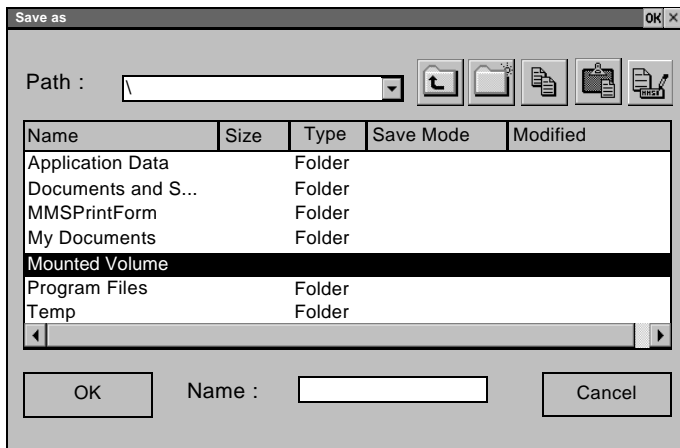 Save as OK ×
Path : \
Name Size Type Save Mode Modified
Application Data Folder
Documents and S... Folder
MMSPrintForm Folder
My Documents Folder
Mounted Volume
Program Files Folder
Temp Folder
OK Name : Cancel